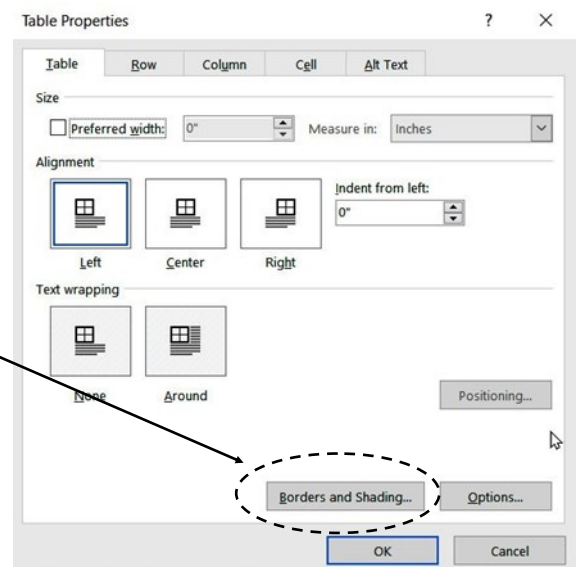 Table Properties ? ×
Table Row Column Cell Alt Text
Size
Preferred width: 0" Measure in: Inches
Alignment
Indent from left:
0"
Left Center Right
Text wrapping
None Around
Positioning...
Borders and Shading... Options...
OK Cancel